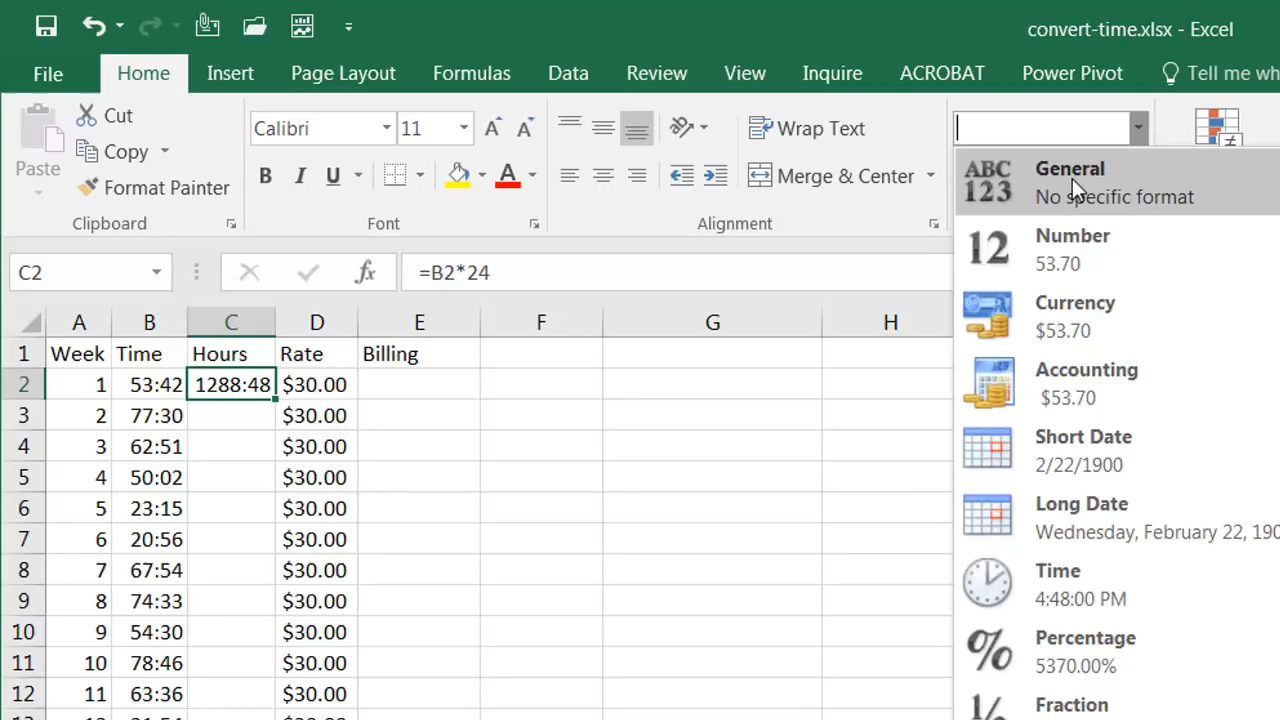 convert-time.xlsx - Excel
File Home Insert Page Layout Formulas Data Review View Inquire ACROBAT Power Pivot Tell me wh
Paste
Cut
Copy
Format Painter
Clipboard
Calibri 11 A A
B I U A
Font
Wrap Text
Merge & Center
Alignment
C2 fx =B2*24
A B C D E F G H
1 Week Time Hours Rate Billing
2 1 53:42 1288:48 $30.00
3 2 77:30 $30.00
4 3 62:51 $30.00
5 4 50:02 $30.00
6 5 23:15 $30.00
7 6 20:56 $30.00
8 7 67:54 $30.00
9 8 74:33 $30.00
10 9 54:30 $30.00
11 10 78:46 $30.00
12 11 63:36 $30.00
ABC
123
General
No specific format
12
Number
53.70
Currency
$53.70
Accounting
$53.70
Short Date
2/22/1900
Long Date
Wednesday, February 22, 190
Time
4:48:00 PM
%
Percentage
5370.00%
Fraction